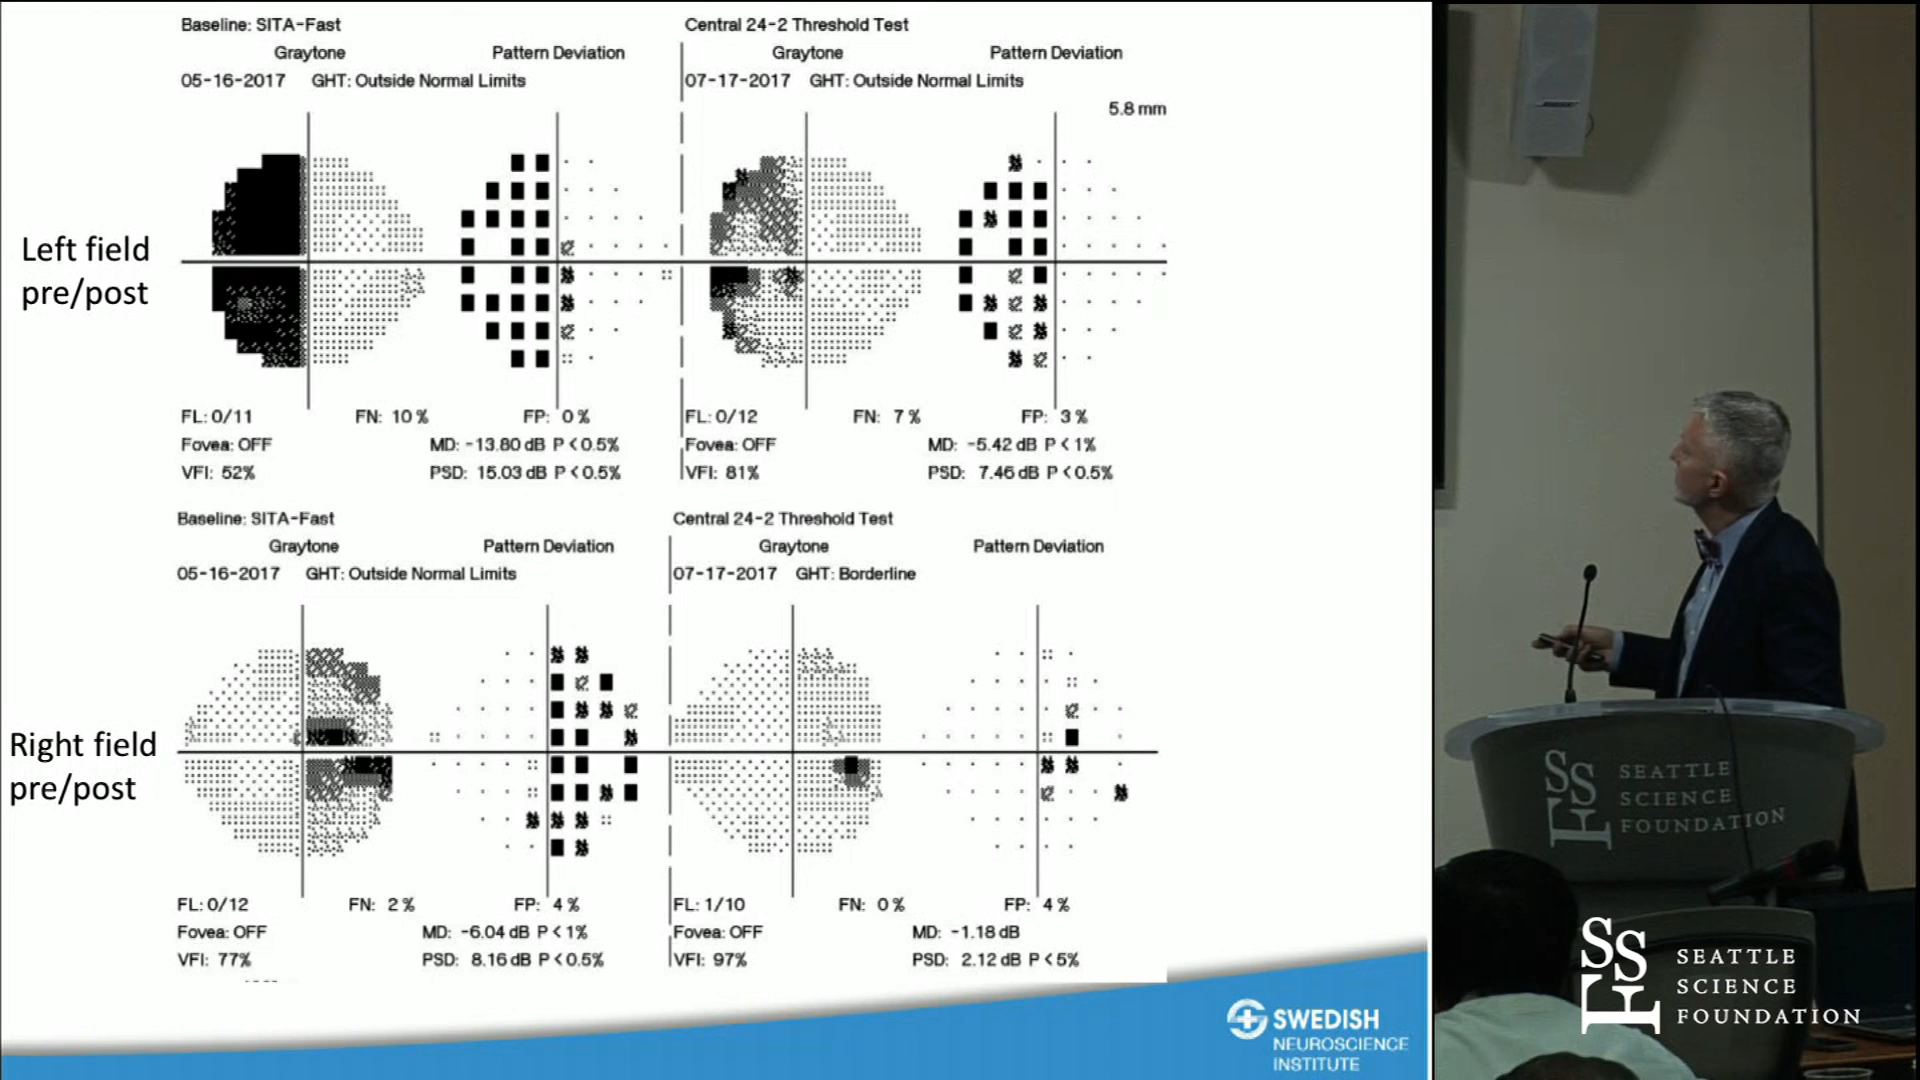 Baseline: SITA-Fast
Graytone Pattern Deviation
05-16-2017 GHT: Outside Normal Limits
Central 24-2 Threshold Test
Graytone Pattern Deviation
07-17-2017 GHT: Outside Normal Limits
5.8 mm
Left field
pre/post
FL: 0/11 FN: 10 % FP: 0 %
Fovea: OFF MD: -13.80 dB P < 0.5%
VFI: 52% PSD: 15.03 dB P < 0.5%
FL: 0/12 FN: 7 % FP: 3 %
Fovea: OFF MD: -5.42 dB P < 1%
VFI: 81% PSD: 7.46 dB P < 0.5%
Baseline: SITA-Fast
Graytone Pattern Deviation
05-16-2017 GHT: Outside Normal Limits
Central 24-2 Threshold Test
Graytone Pattern Deviation
07-17-2017 GHT: Borderline
Right field
pre/post
FL: 0/12 FN: 2 % FP: 4 %
Fovea: OFF MD: -6.04 dB P < 1%
VFI: 77% PSD: 8.16 dB P < 0.5%
FL: 1/10 FN: 0 % FP: 4 %
Fovea: OFF MD: -1.18 dB
VFI: 97% PSD: 2.12 dB P < 5%
SWEDISH
NEUROSCIENCE
INSTITUTE
BOSE
SSF
SEATTLE
SCIENCE
FOUNDATION
SSF
SEATTLE
SCIENCE
FOUNDATION